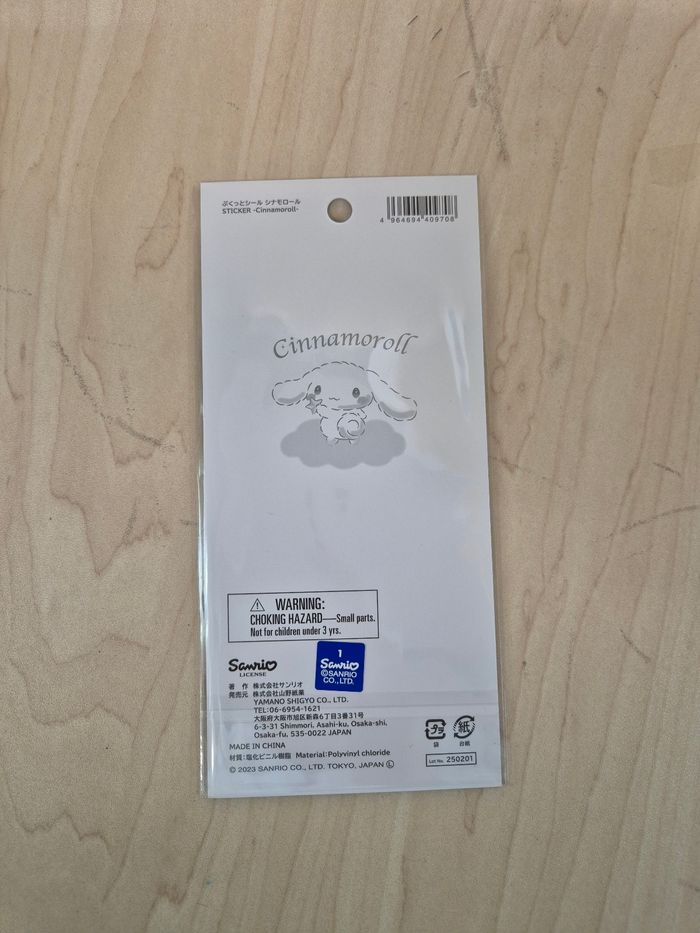 ぷくっとシール シナモロール
STICKER -Cinnamoroll-
4 964694 409708
Cinnamoroll
WARNING:
CHOKING HAZARD—Small parts.
Not for children under 3 yrs.
Sanrio
LICENSE
1
Sanrio
©SANRIO
CO., LTD.
著 作 株式会社サンリオ
発売元 株式会社山野紙業
YAMANO SHIGYO CO., LTD.
TEL:06-6954-1621
大阪府大阪市旭区新森6丁目3番31号
6-3-31 Shimmori, Asahi-ku, Osaka-shi,
Osaka-fu, 535-0022 JAPAN
MADE IN CHINA
材質：塩化ビニル樹脂 Material:Polyvinyl chloride
© 2023 SANRIO CO., LTD. TOKYO, JAPAN Ⓛ
プラ
袋
紙
台紙
Lot No. 250201